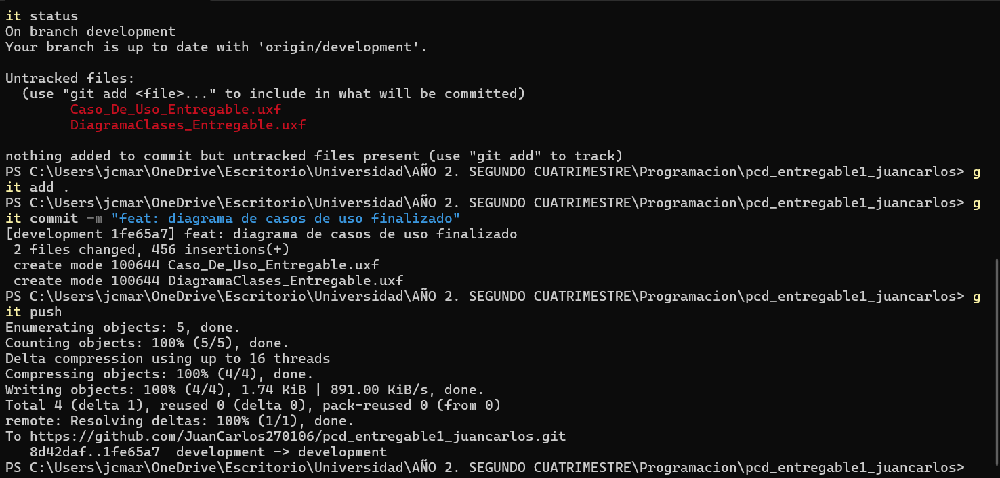 it status
On branch development
Your branch is up to date with 'origin/development'.
Untracked files:
  (use "git add <file>..." to include in what will be committed)
        Caso_De_Uso_Entregable.uxf
        DiagramaClases_Entregable.uxf
nothing added to commit but untracked files present (use "git add" to track)
PS C:\Users\jcmar\OneDrive\Escritorio\Universidad\AÑO 2. SEGUNDO CUATRIMESTRE\Programacion\pcd_entregable1_juancarlos> g
it add .
PS C:\Users\jcmar\OneDrive\Escritorio\Universidad\AÑO 2. SEGUNDO CUATRIMESTRE\Programacion\pcd_entregable1_juancarlos> g
it commit -m "feat: diagrama de casos de uso finalizado"
[development 1fe65a7] feat: diagrama de casos de uso finalizado
 2 files changed, 456 insertions(+)
 create mode 100644 Caso_De_Uso_Entregable.uxf
 create mode 100644 DiagramaClases_Entregable.uxf
PS C:\Users\jcmar\OneDrive\Escritorio\Universidad\AÑO 2. SEGUNDO CUATRIMESTRE\Programacion\pcd_entregable1_juancarlos> g
it push
Enumerating objects: 5, done.
Counting objects: 100% (5/5), done.
Delta compression using up to 16 threads
Compressing objects: 100% (4/4), done.
Writing objects: 100% (4/4), 1.74 KiB | 891.00 KiB/s, done.
Total 4 (delta 1), reused 0 (delta 0), pack-reused 0 (from 0)
remote: Resolving deltas: 100% (1/1), done.
To https://github.com/JuanCarlos270106/pcd_entregable1_juancarlos.git
   8d42daf..1fe65a7  development -> development
PS C:\Users\jcmar\OneDrive\Escritorio\Universidad\AÑO 2. SEGUNDO CUATRIMESTRE\Programacion\pcd_entregable1_juancarlos>